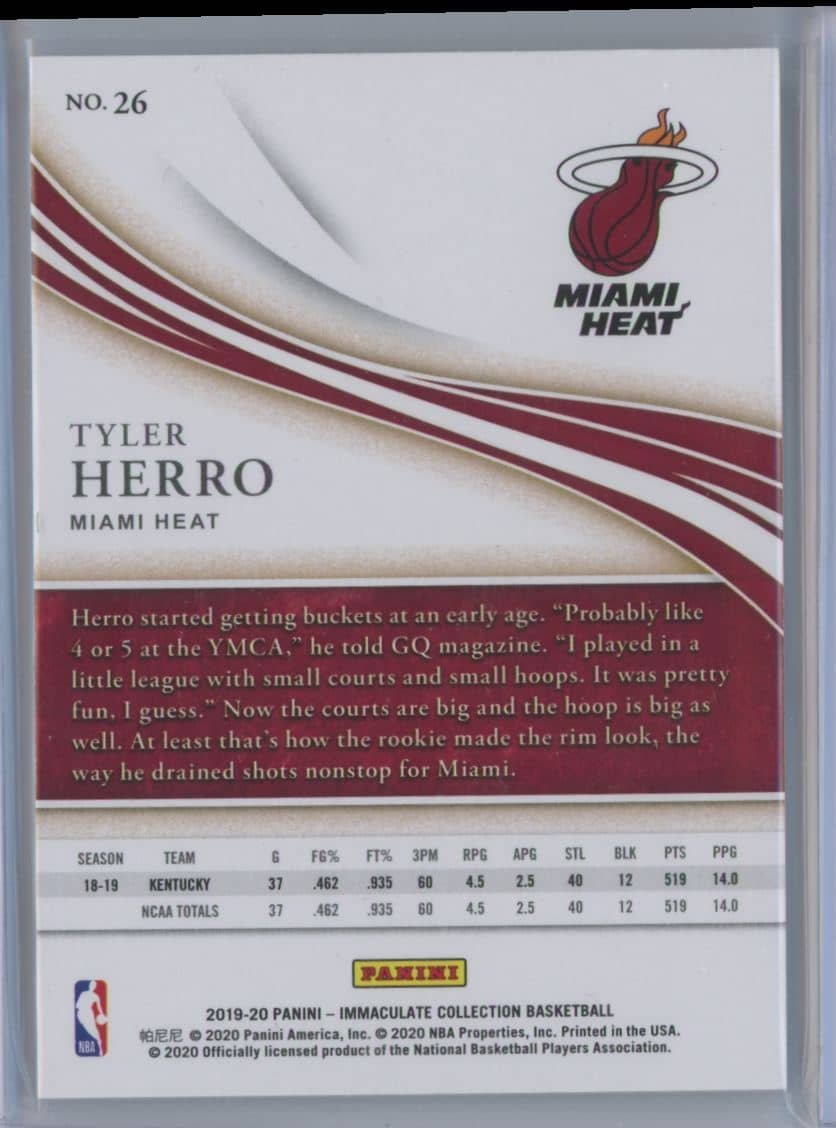 NO. 26
MIAMI
HEAT
TYLER
HERRO
MIAMI HEAT
Herro started getting buckets at an early age. “Probably like
4 or 5 at the YMCA,” he told GQ magazine. “I played in a
little league with small courts and small hoops. It was pretty
fun, I guess.” Now the courts are big and the hoop is big as
well. At least that’s how the rookie made the rim look, the
way he drained shots nonstop for Miami.
SEASON TEAM G FG% FT% 3PM RPG APG STL BLK PTS PPG
18-19 KENTUCKY 37 .462 .935 60 4.5 2.5 40 12 519 14.0
NCAA TOTALS 37 .462 .935 60 4.5 2.5 40 12 519 14.0
PANINI
NBA
2019-20 PANINI – IMMACULATE COLLECTION BASKETBALL
帕尼尼 © 2020 Panini America, Inc. © 2020 NBA Properties, Inc. Printed in the USA.
© 2020 Officially licensed product of the National Basketball Players Association.